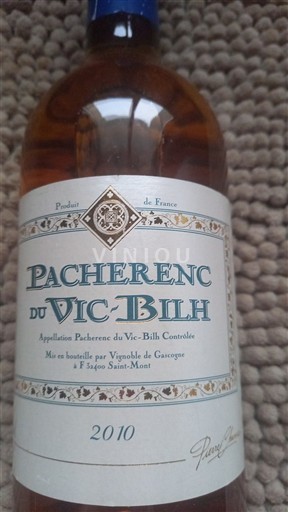 Produit de France
VINIOU
PACHERENC
DU VIC-BILH
Appellation Pacherenc du Vic-Bilh Contrôlée
Mis en bouteille par Vignoble de Gascogne
à F 32400 Saint-Mont
2010